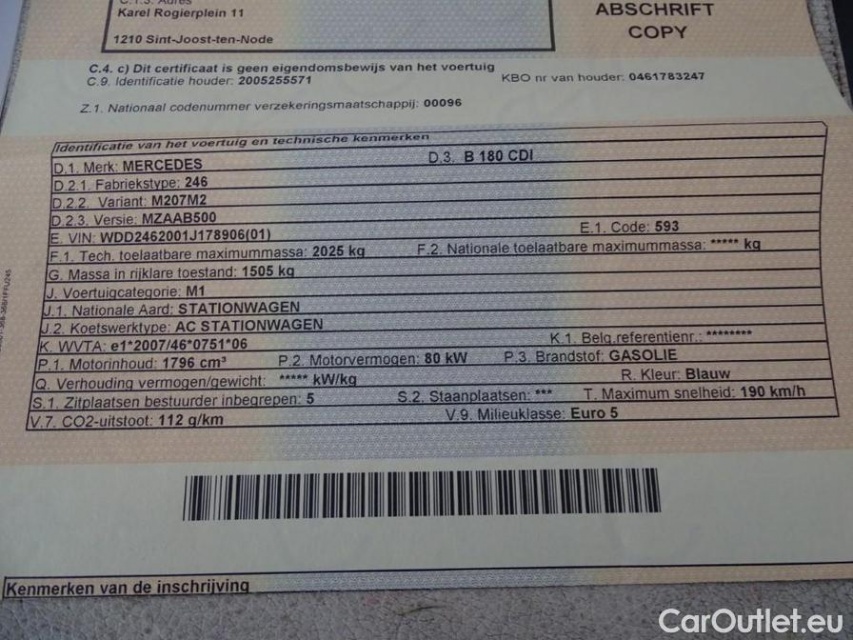 C.1.3. Adres
Karel Rogierplein 11
1210 Sint-Joost-ten-Node
ABSCHRIFT
COPY
C.4. c) Dit certificaat is geen eigendomsbewijs van het voertuig
C.9. Identificatie houder: 2005255571 KBO nr van houder: 0461783247
Z.1. Nationaal codenummer verzekeringsmaatschappij: 00096
Identificatie van het voertuig en technische kenmerken
D.1. Merk: MERCEDES D.3. B 180 CDI
D.2.1. Fabriekstype: 246
D.2.2. Variant: M207M2
D.2.3. Versie: MZAAB500
E. VIN: WDD2462001J178906(01) E.1. Code: 593
F.1. Tech. toelaatbare maximummassa: 2025 kg F.2. Nationale toelaatbare maximummassa: ***** kg
G. Massa in rijklare toestand: 1505 kg
J. Voertuigcategorie: M1
J.1. Nationale Aard: STATIONWAGEN
J.2. Koetswerktype: AC STATIONWAGEN
K. WVTA: e1*2007/46*0751*06 K.1. Belg.referentienr.: ********
P.1. Motorinhoud: 1796 cm³ P.2. Motorvermogen: 80 kW P.3. Brandstof: GASOLIE
Q. Verhouding vermogen/gewicht: ***** kW/kg R. Kleur: Blauw
S.1. Zitplaatsen bestuurder inbegrepen: 5 S.2. Staanplaatsen: *** T. Maximum snelheid: 190 km/h
V.7. CO2-uitstoot: 112 g/km V.9. Milieuklasse: Euro 5
Kenmerken van de inschrijving
CarOutlet.eu